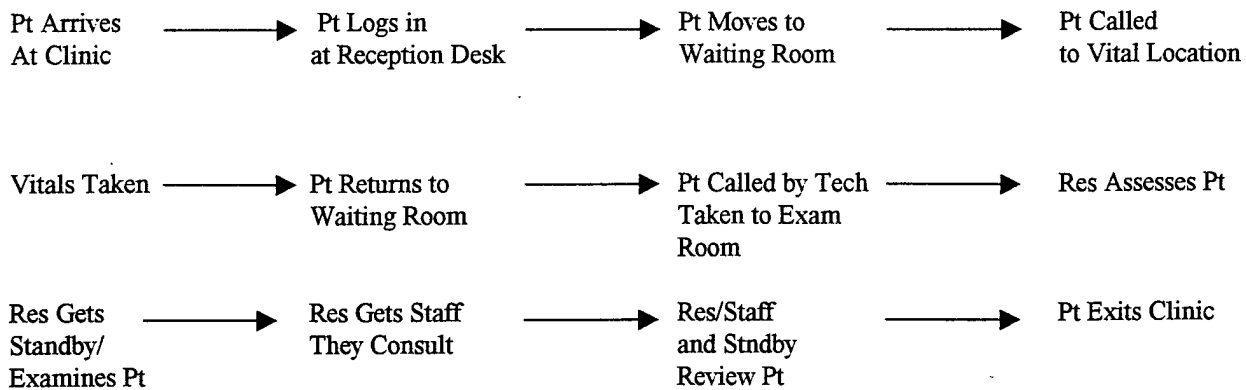 Pt Arrives
At Clinic
Pt Logs in
at Reception Desk
Pt Moves to
Waiting Room
Pt Called
to Vital Location
Vitals Taken
Pt Returns to
Waiting Room
Pt Called by Tech
Taken to Exam
Room
Res Assesses Pt
Res Gets
Standby/
Examines Pt
Res Gets Staff
They Consult
Res/Staff
and Stndby
Review Pt
Pt Exits Clinic